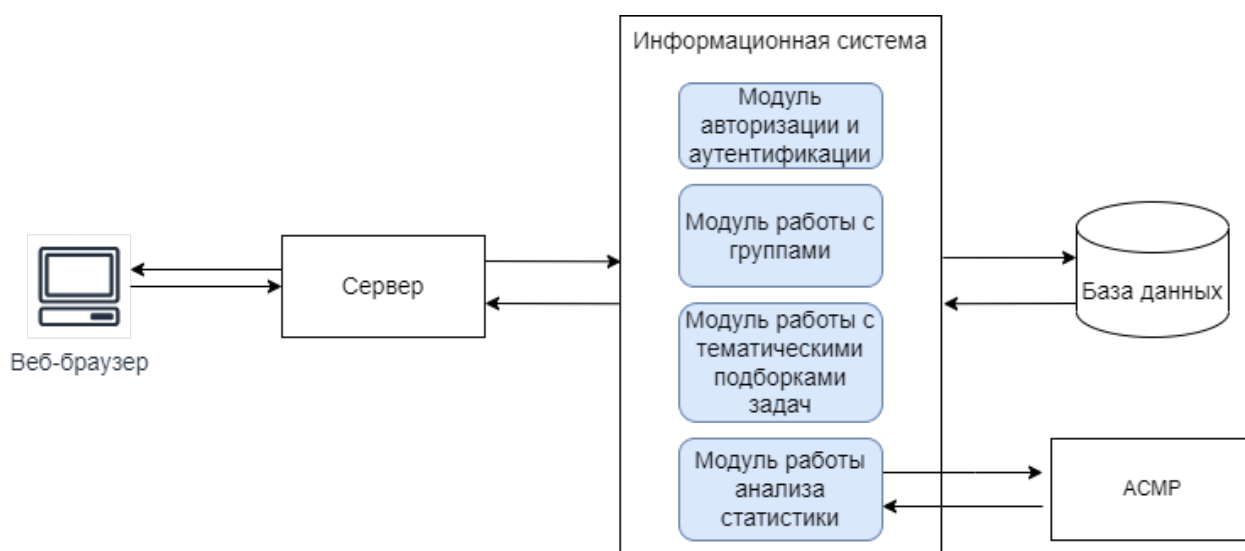 Информационная система
Модуль
авторизации и
аутентификации
Модуль работы с
группами
Модуль работы с
тематическими
подборками
задач
Модуль работы
анализа
статистики
Веб-браузер
Сервер
База данных
АСМР